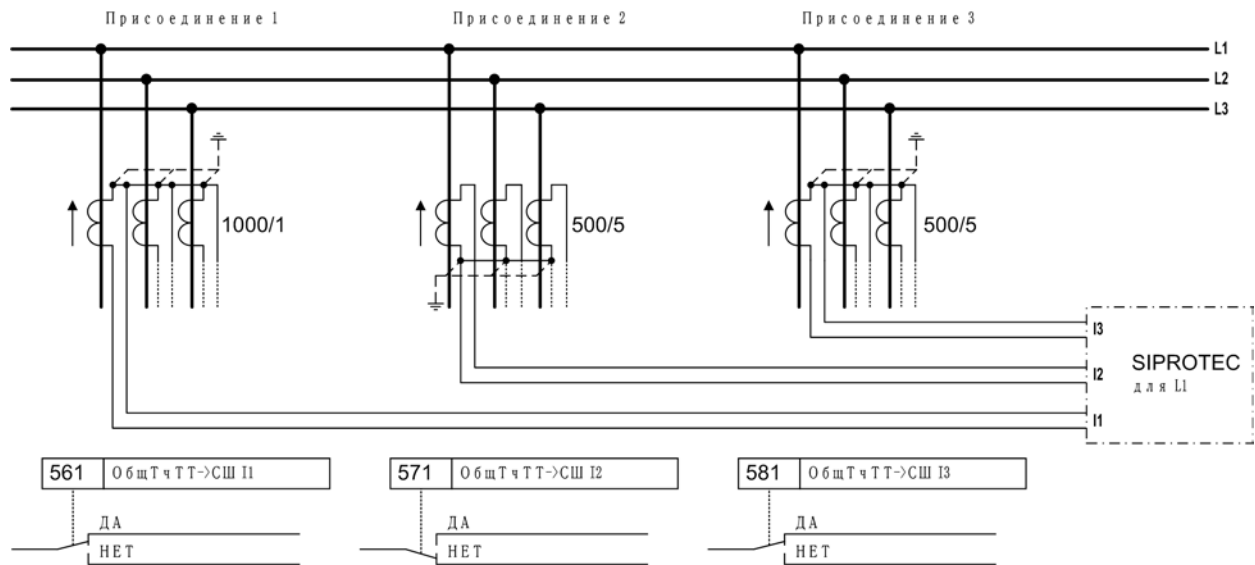 Присоединение 1
Присоединение 2
Присоединение 3
L1
L2
L3
1000/1
500/5
500/5
I3
I2
I1
SIPROTEC
для L1
561 ОбщТчТТ->СШ I1
571 ОбщТчТТ->СШ I2
581 ОбщТчТТ->СШ I3
ДА
НЕТ
ДА
НЕТ
ДА
НЕТ